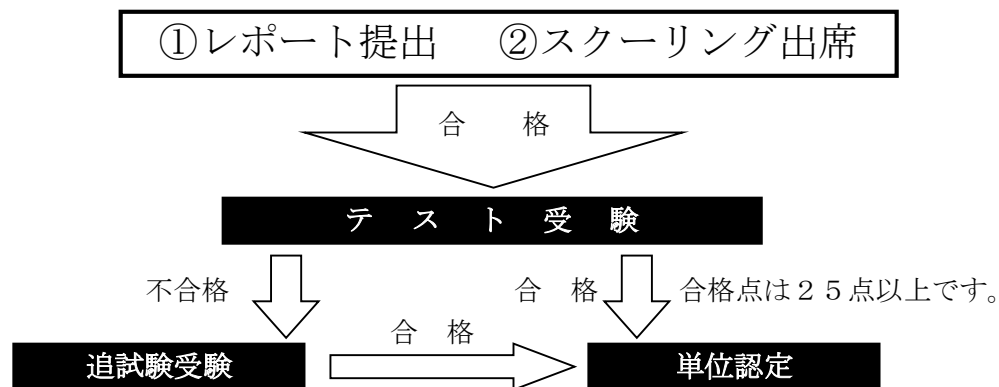 ①レポート提出　②スクーリング出席
合　格
テ ス ト 受 験
不合格
合　格
合格点は２５点以上です。
合　格
追試験受験
単位認定